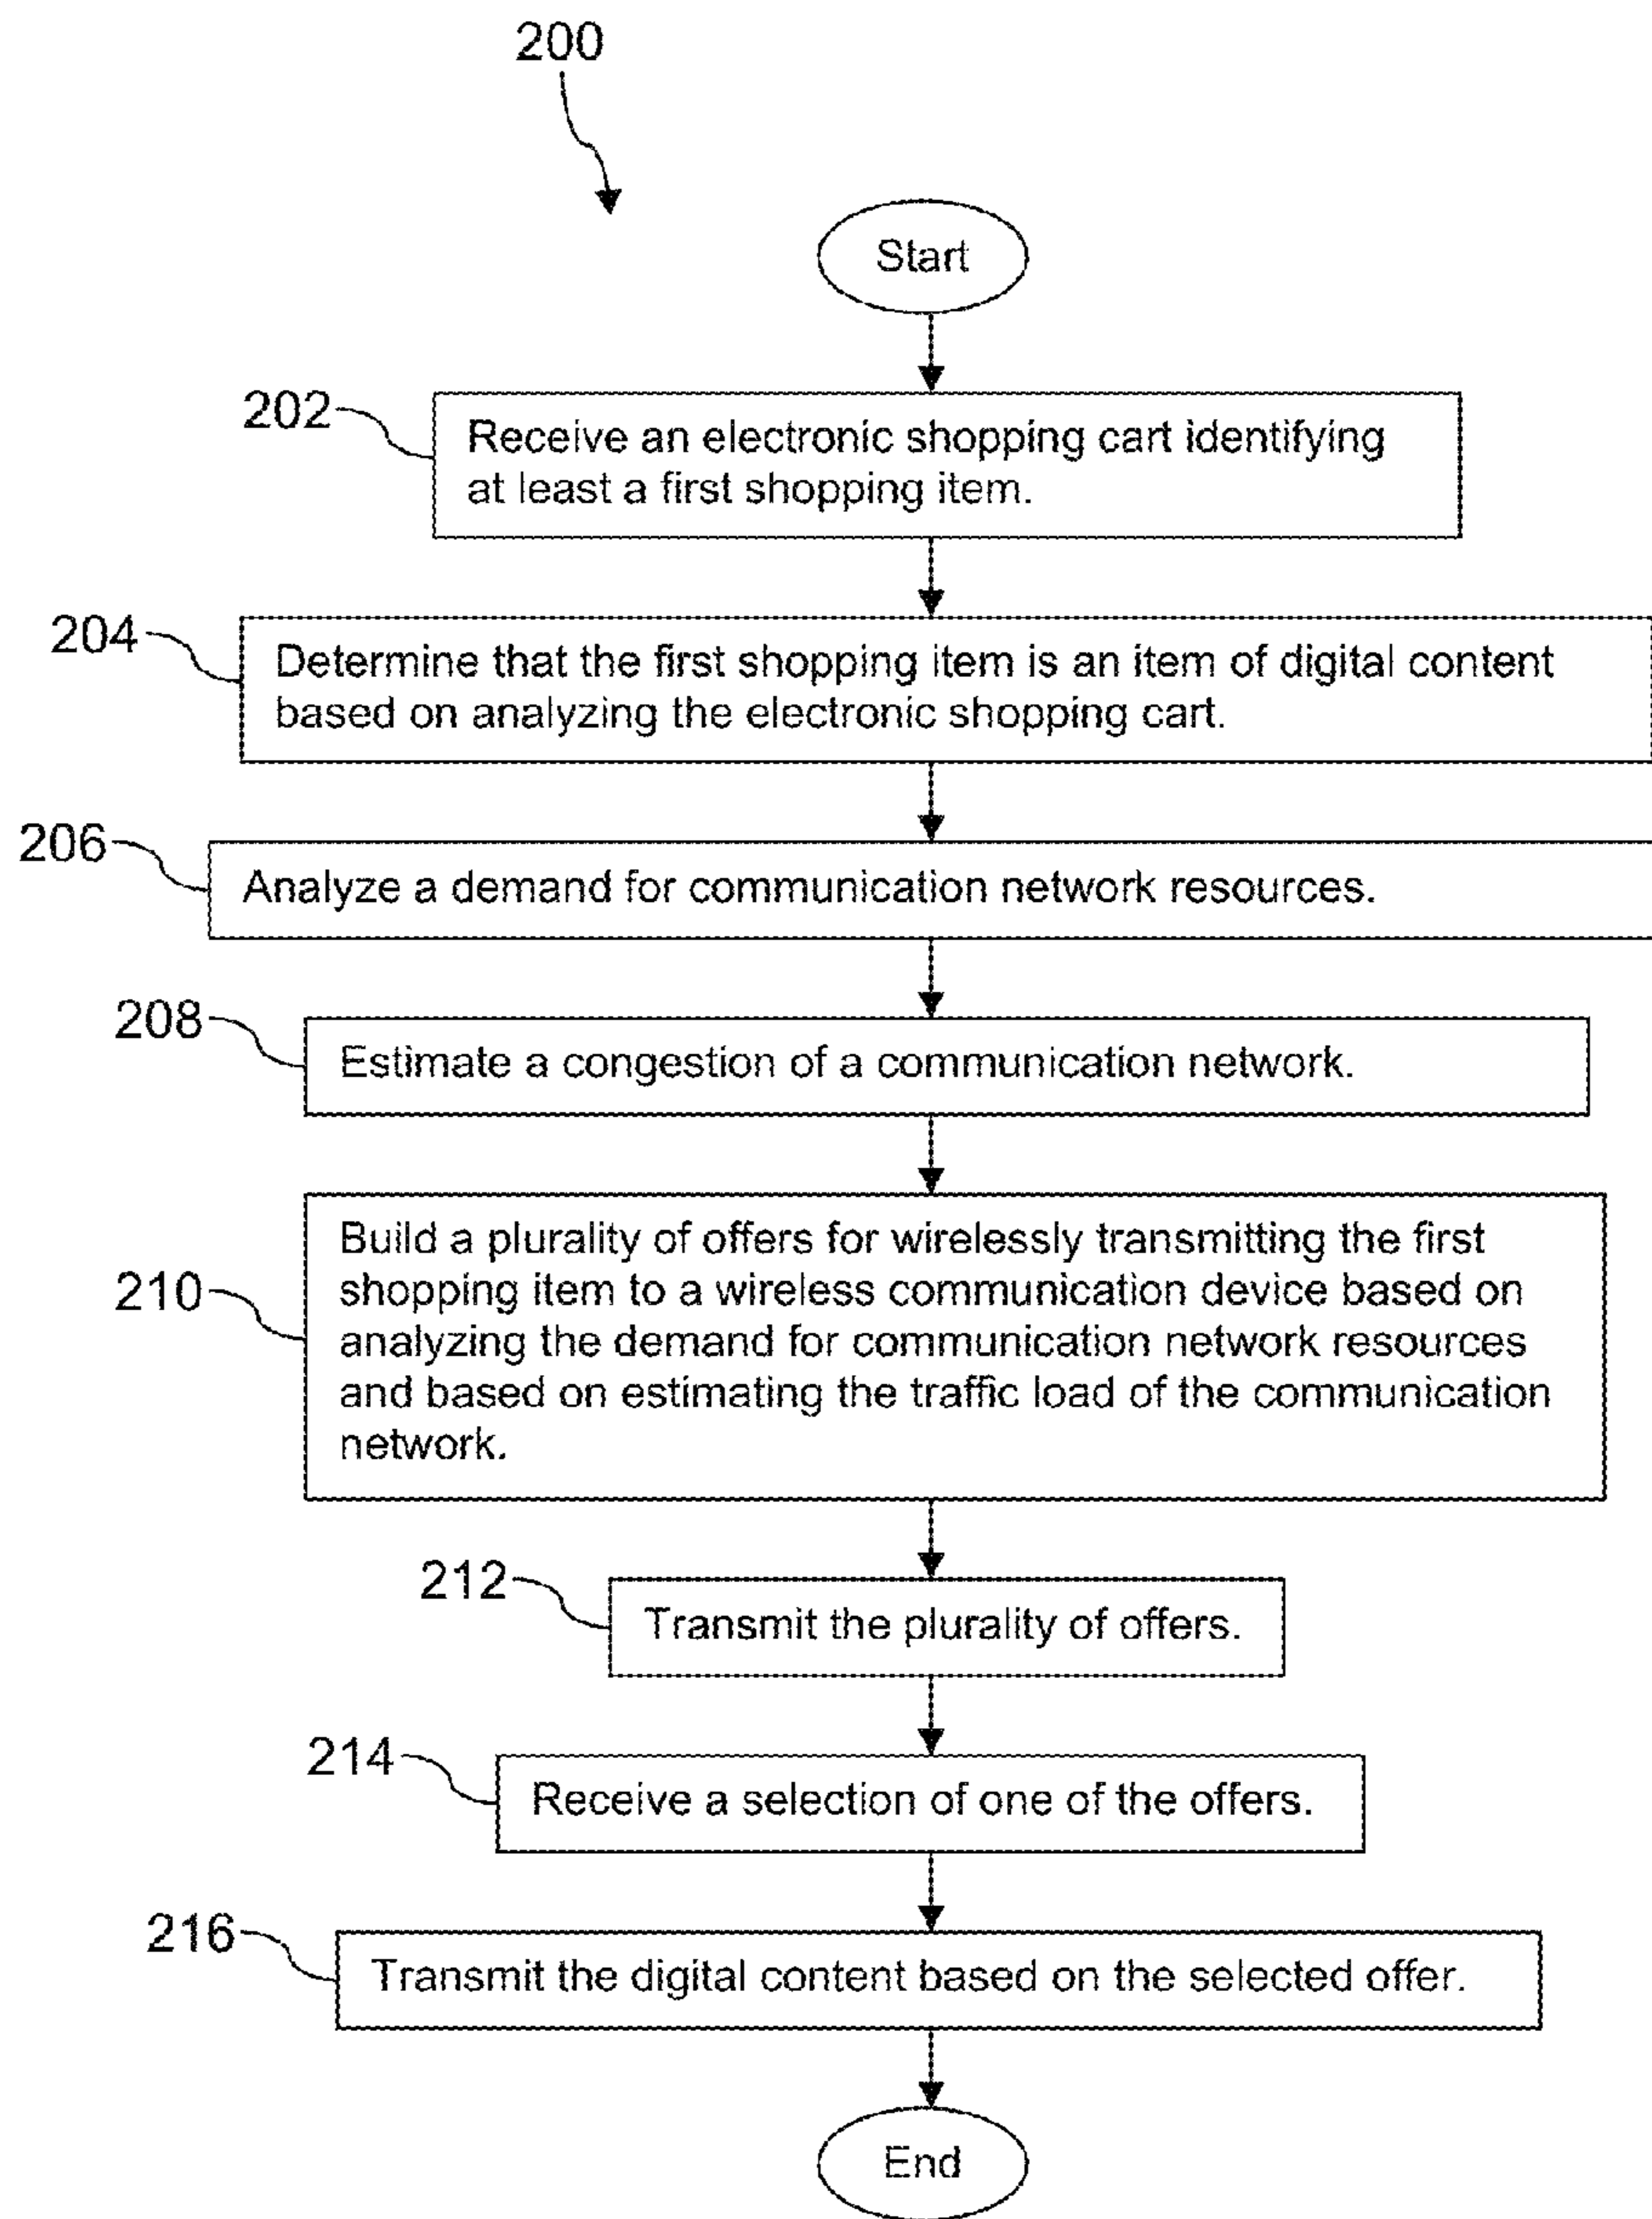 200
Start
202
Receive an electronic shopping cart identifying
at least a first shopping item.
204
Determine that the first shopping item is an item of digital content
based on analyzing the electronic shopping cart.
206
Analyze a demand for communication network resources.
208
Estimate a congestion of a communication network.
210
Build a plurality of offers for wirelessly transmitting the first
shopping item to a wireless communication device based on
analyzing the demand for communication network resources
and based on estimating the traffic load of the communication
network.
212
Transmit the plurality of offers.
214
Receive a selection of one of the offers.
216
Transmit the digital content based on the selected offer.
End